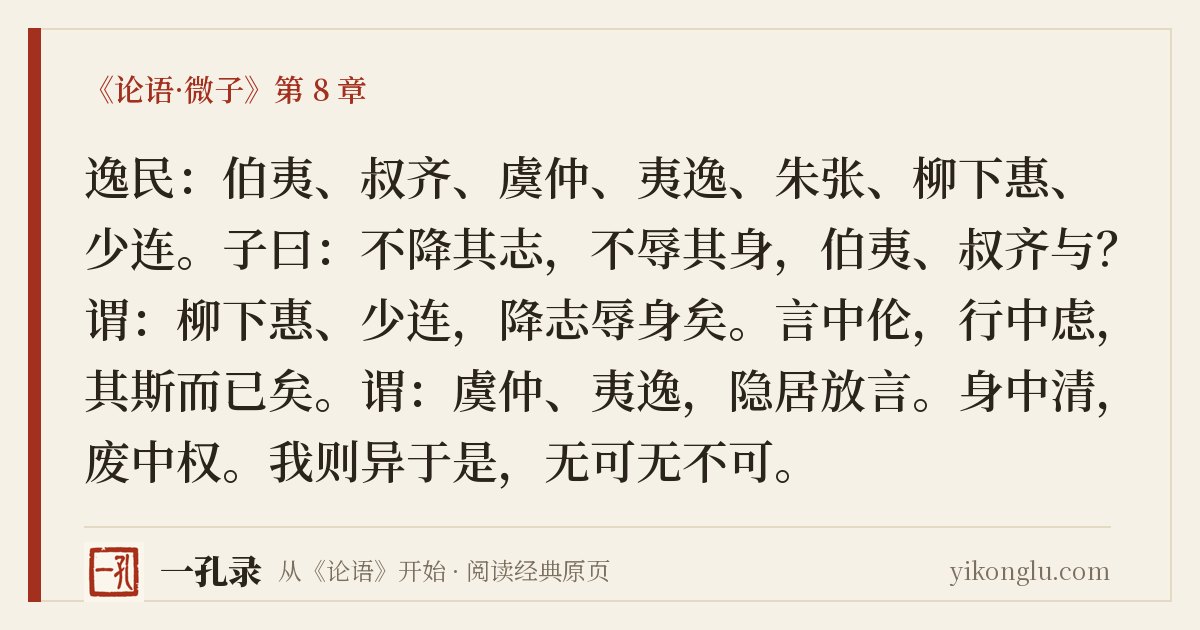 《论语·微子》第 8 章
逸民：伯夷、叔齐、虞仲、夷逸、朱张、柳下惠、
少连。子曰：不降其志，不辱其身，伯夷、叔齐与？
谓：柳下惠、少连，降志辱身矣。言中伦，行中虑，
其斯而已矣。谓：虞仲、夷逸，隐居放言。身中清，
废中权。我则异于是，无可无不可。
一孔
一孔录 从《论语》开始 · 阅读经典原页 yikonglu.com